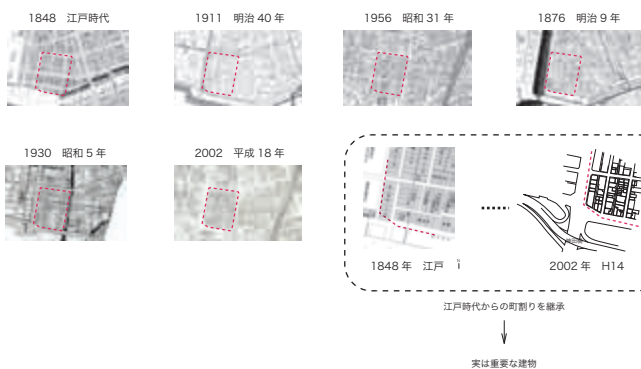 1848 江戸時代
1911 明治 40 年
1956 昭和 31 年
1876 明治 9 年
1930 昭和 5 年
2002 平成 18 年
1848 年 江戸
N
2002 年 H14
江戸時代からの町割りを継承
実は重要な建物